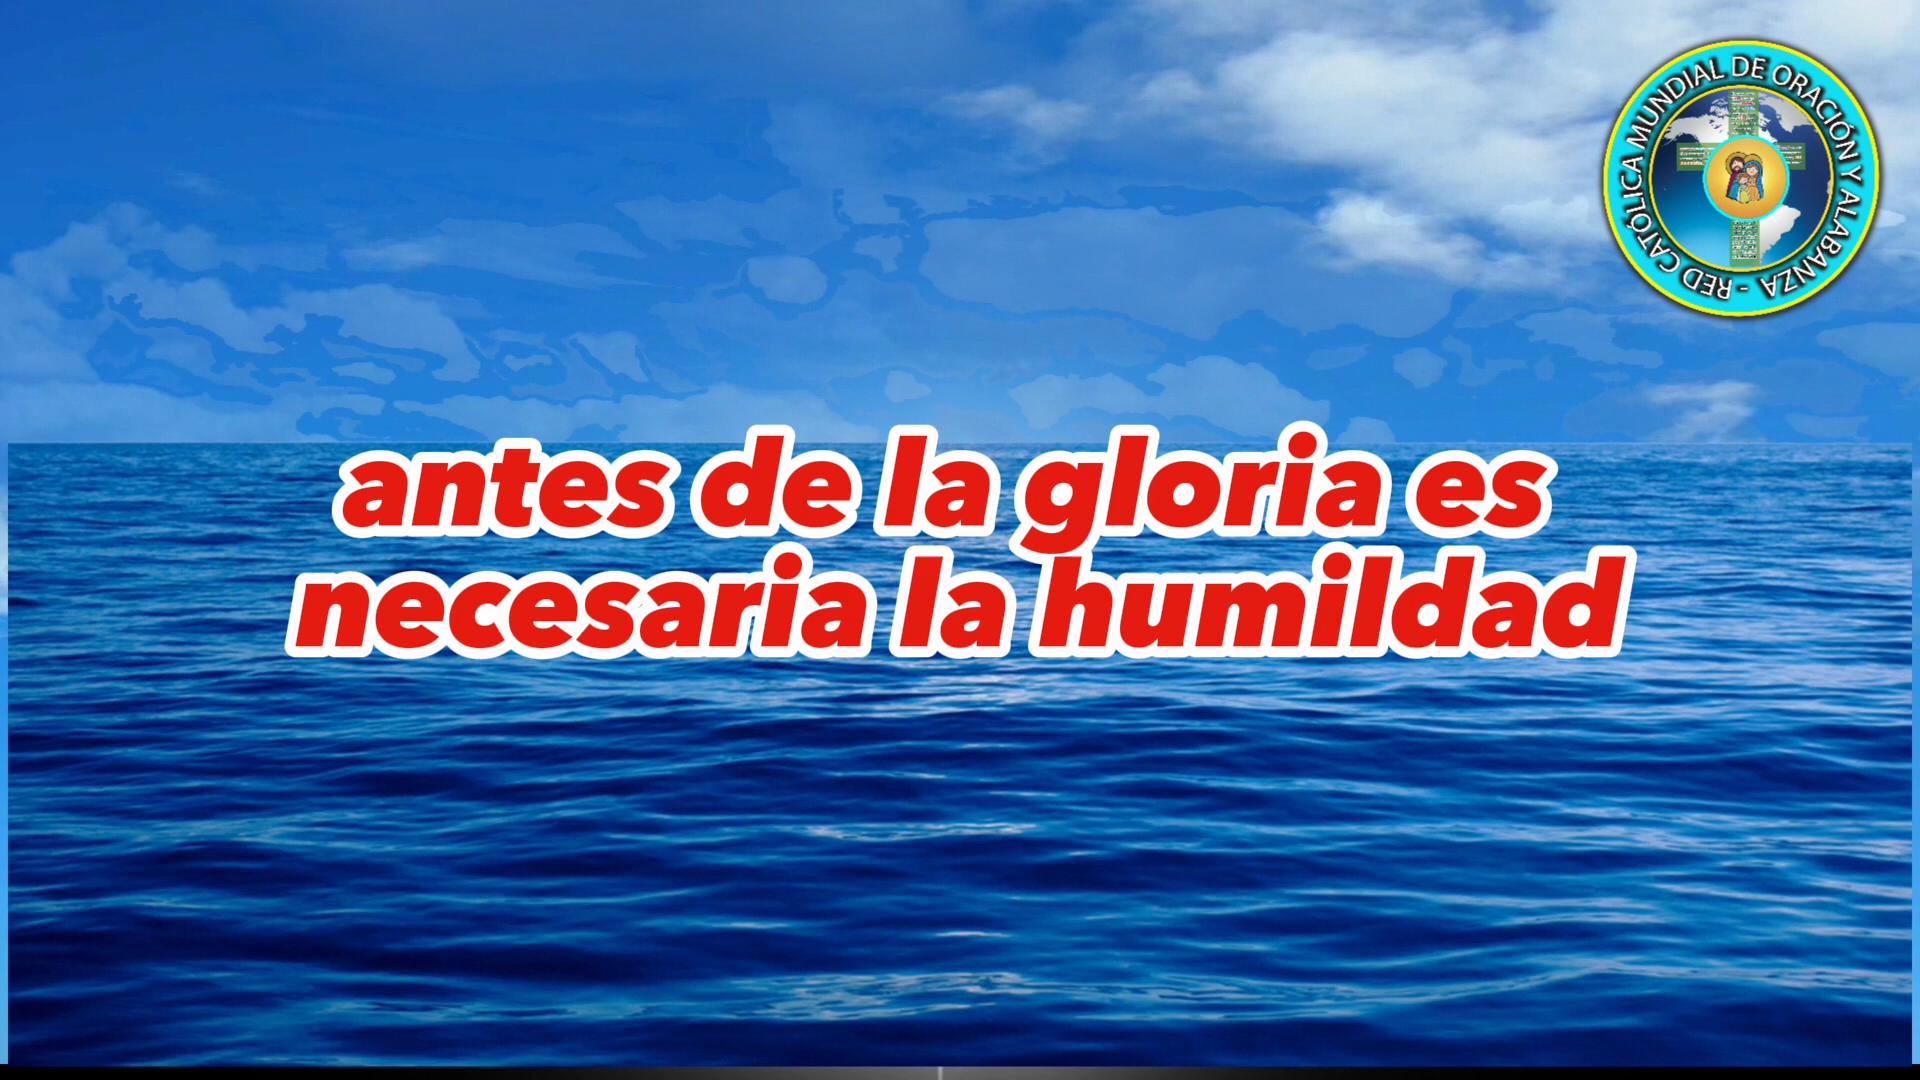 RED CATÓLICA MUNDIAL DE ORACIÓN Y ALABANZA -
antes de la gloria es
necesaria la humildad